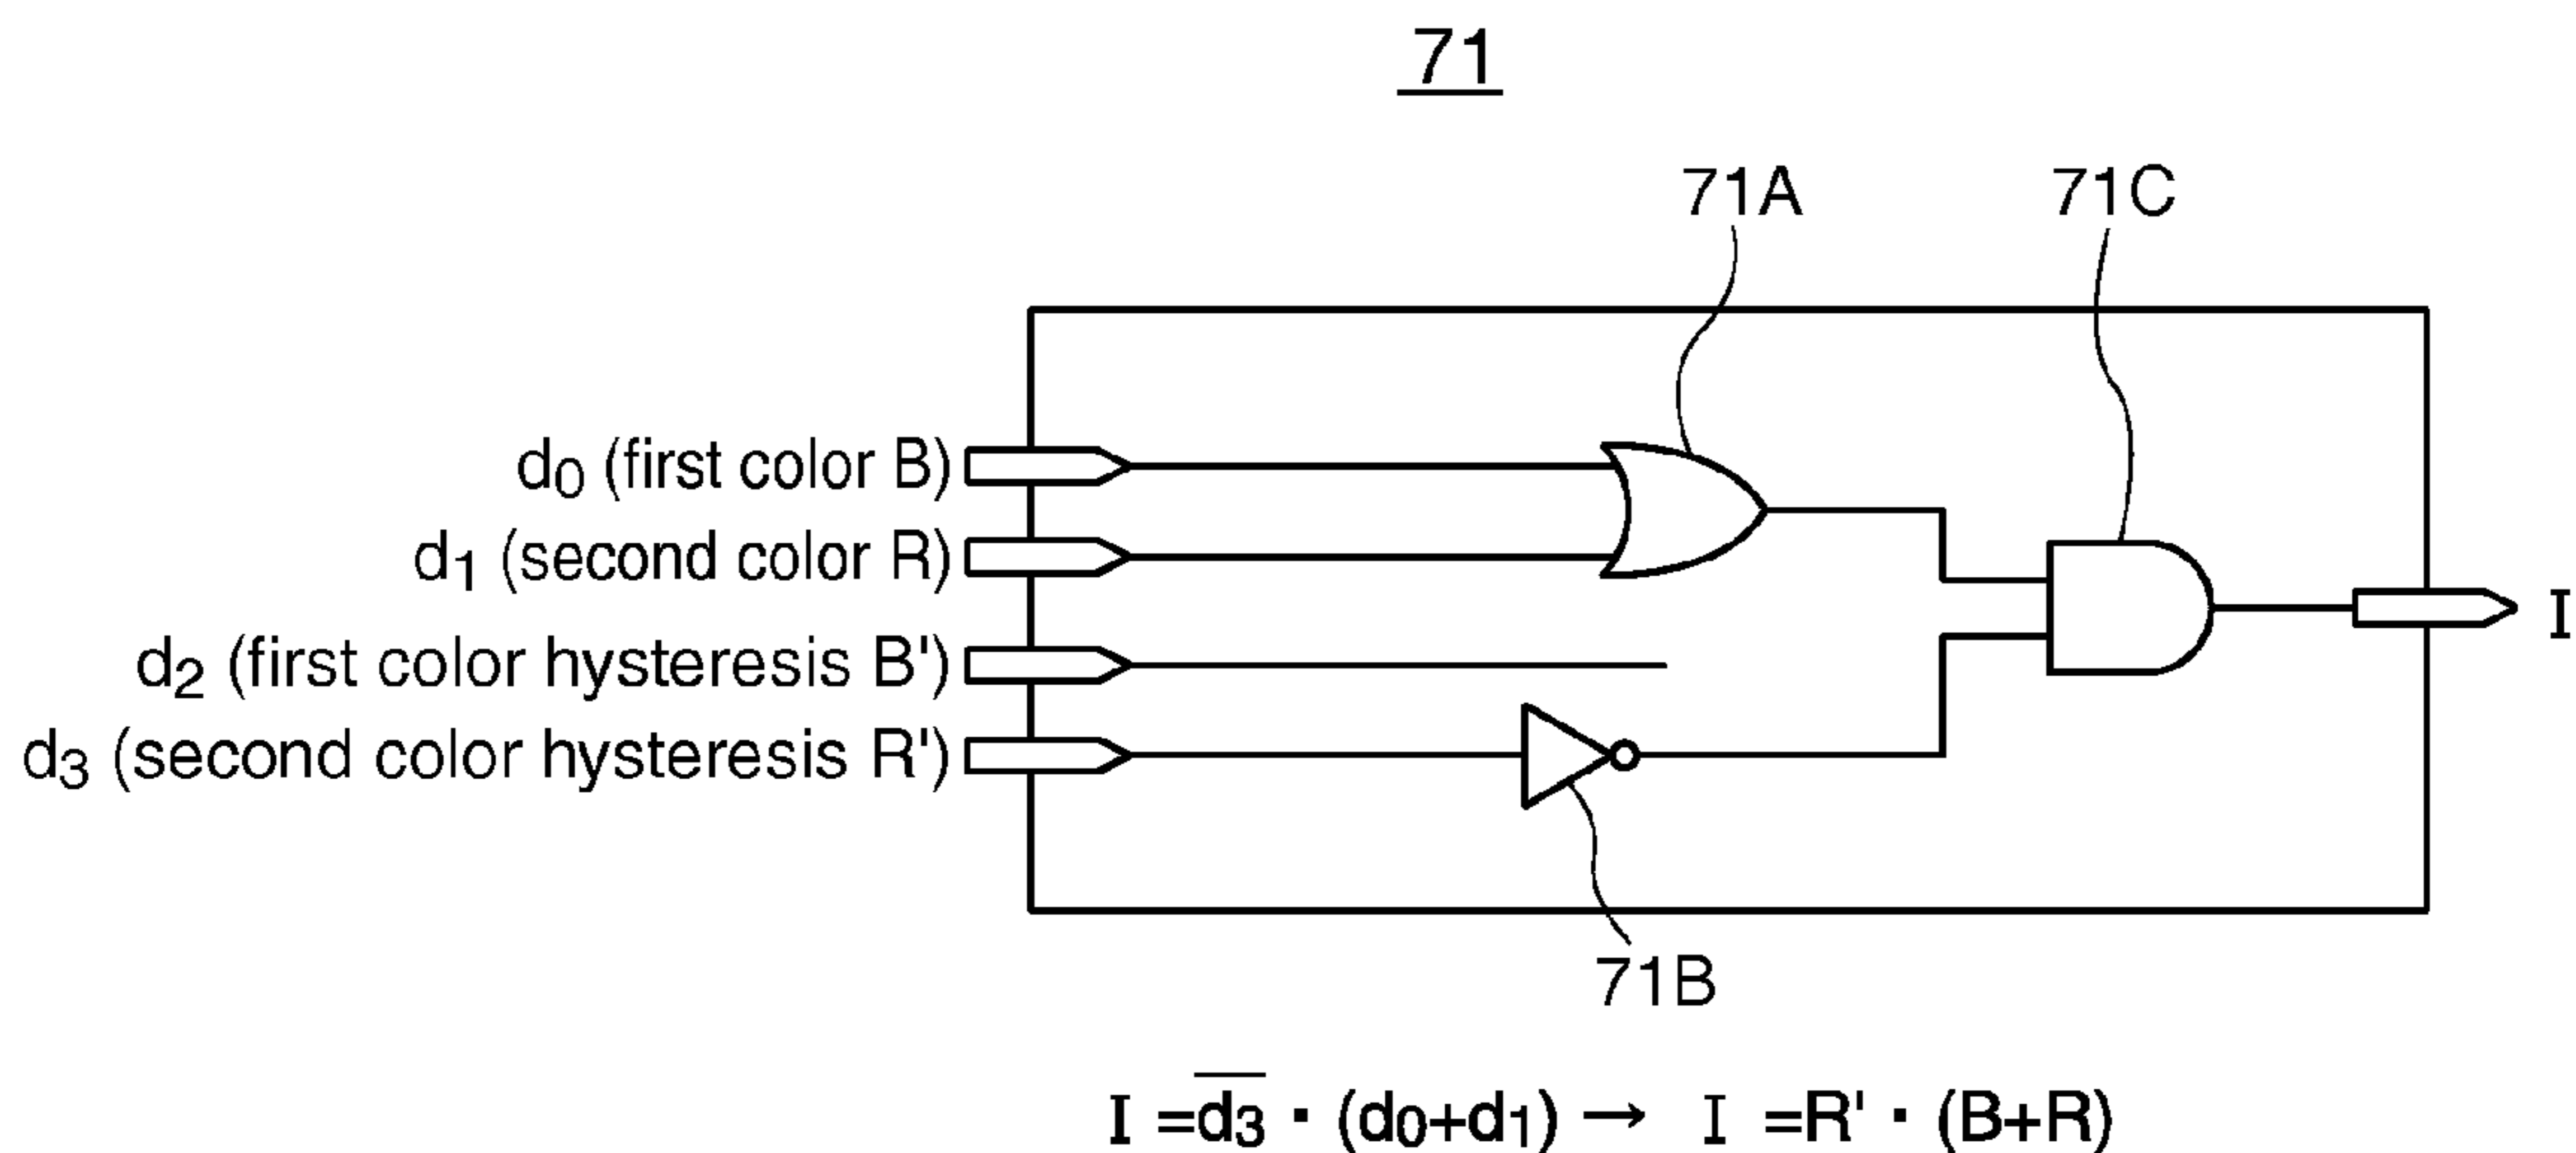 71
71A
71C
d0 (first color B)
d1 (second color R)
d2 (first color hysteresis B')
d3 (second color hysteresis R')
I
71B
I =d̅3̅ · (d0+d1) → I =R' · (B+R)